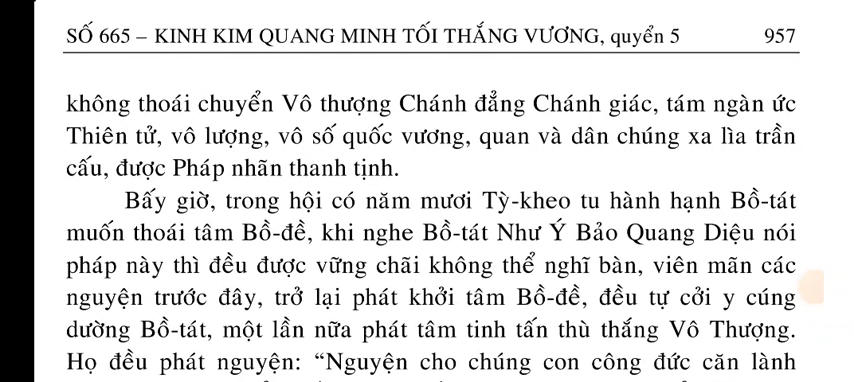 SỐ 665 – KINH KIM QUANG MINH TỐI THẮNG VƯƠNG, quyển 5 957
không thoái chuyển Vô thượng Chánh đẳng Chánh giác, tám ngàn ức
Thiên tử, vô lượng, vô số quốc vương, quan và dân chúng xa lìa trần
cấu, được Pháp nhãn thanh tịnh.
Bấy giờ, trong hội có năm mươi Tỳ-kheo tu hành hạnh Bồ-tát
muốn thoái tâm Bồ-đề, khi nghe Bồ-tát Như Ý Bảo Quang Diệu nói
pháp này thì đều được vững chãi không thể nghĩ bàn, viên mãn các
nguyện trước đây, trở lại phát khởi tâm Bồ-đề, đều tự cởi y cúng
dường Bồ-tát, một lần nữa phát tâm tinh tấn thù thắng Vô Thượng.
Họ đều phát nguyện: “Nguyện cho chúng con công đức căn lành